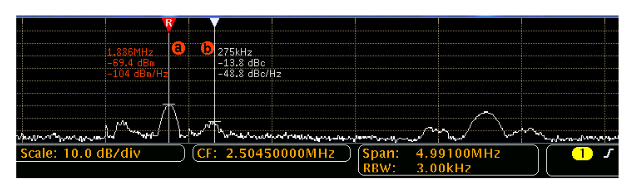 R
a
b
1.886MHz
-69.4 dBm
-104 dBm/Hz
275kHz
-13.8 dBc
-48.8 dBc/Hz
Scale: 10.0 dB/div
CF: 2.50450000MHz
Span: 4.99100MHz
RBW: 3.00kHz
1